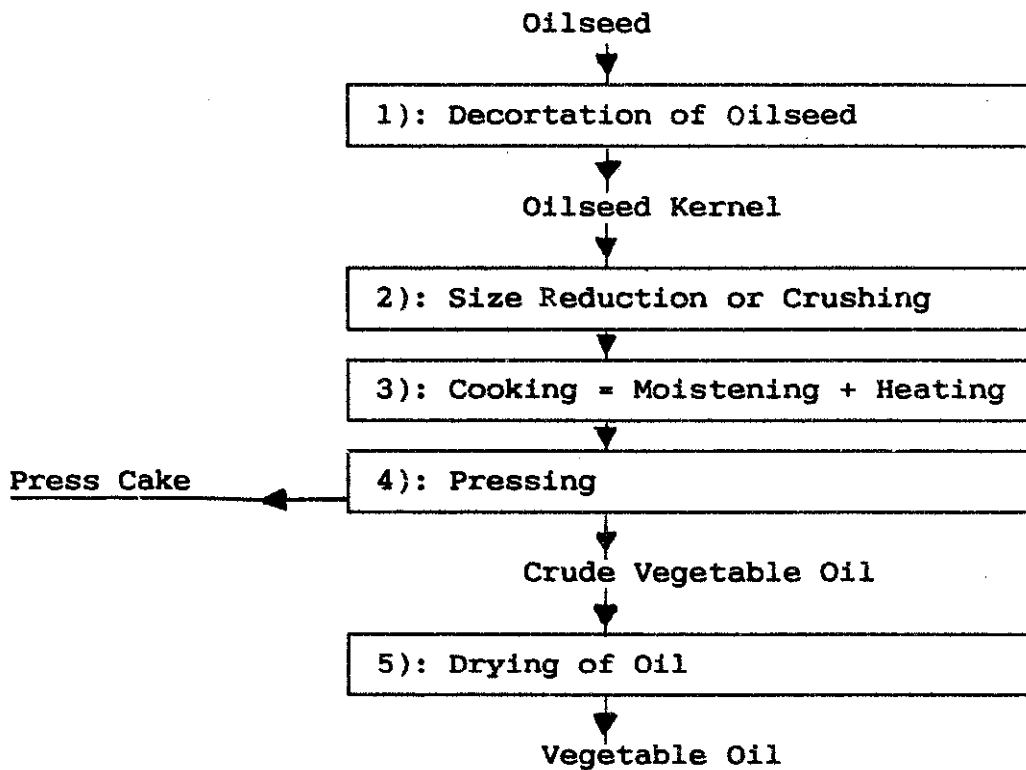 Oilseed
1): Decortation of Oilseed
Oilseed Kernel
2): Size Reduction or Crushing
3): Cooking = Moistening + Heating
Press Cake
4): Pressing
Crude Vegetable Oil
5): Drying of Oil
Vegetable Oil